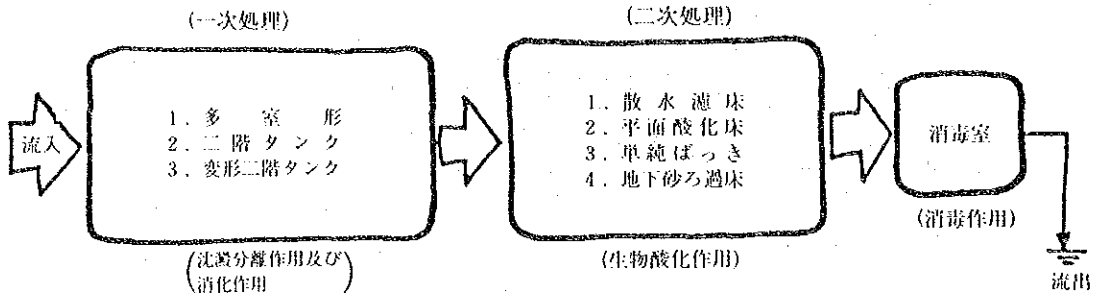 (一次処理)
流入
1. 多室形
2. 二階タンク
3. 変形二階タンク
(沈澱分離作用及び
消化作用)
(二次処理)
1. 散水濾床
2. 平面酸化床
3. 単純ばっき
4. 地下砂ろ過床
(生物酸化作用)
消毒室
(消毒作用)
流出